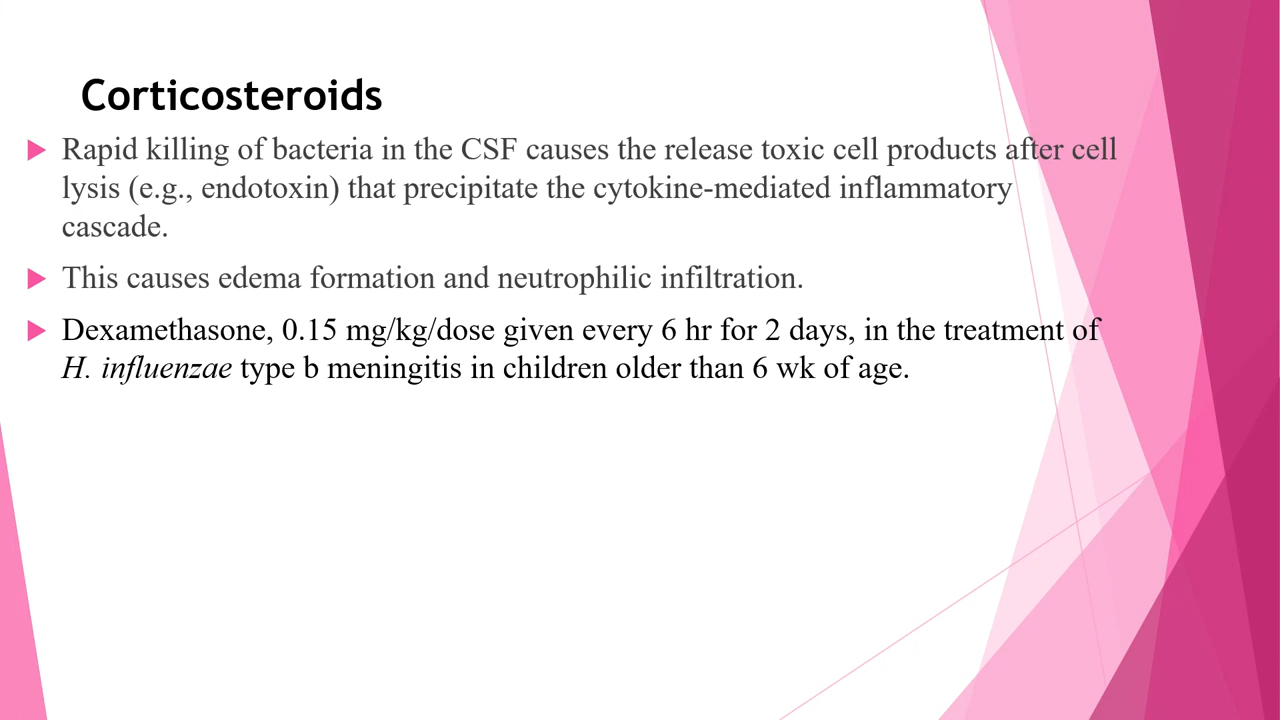 Corticosteroids
Rapid killing of bacteria in the CSF causes the release toxic cell products after cell
lysis (e.g., endotoxin) that precipitate the cytokine-mediated inflammatory
cascade.
This causes edema formation and neutrophilic infiltration.
Dexamethasone, 0.15 mg/kg/dose given every 6 hr for 2 days, in the treatment of
H. influenzae type b meningitis in children older than 6 wk of age.